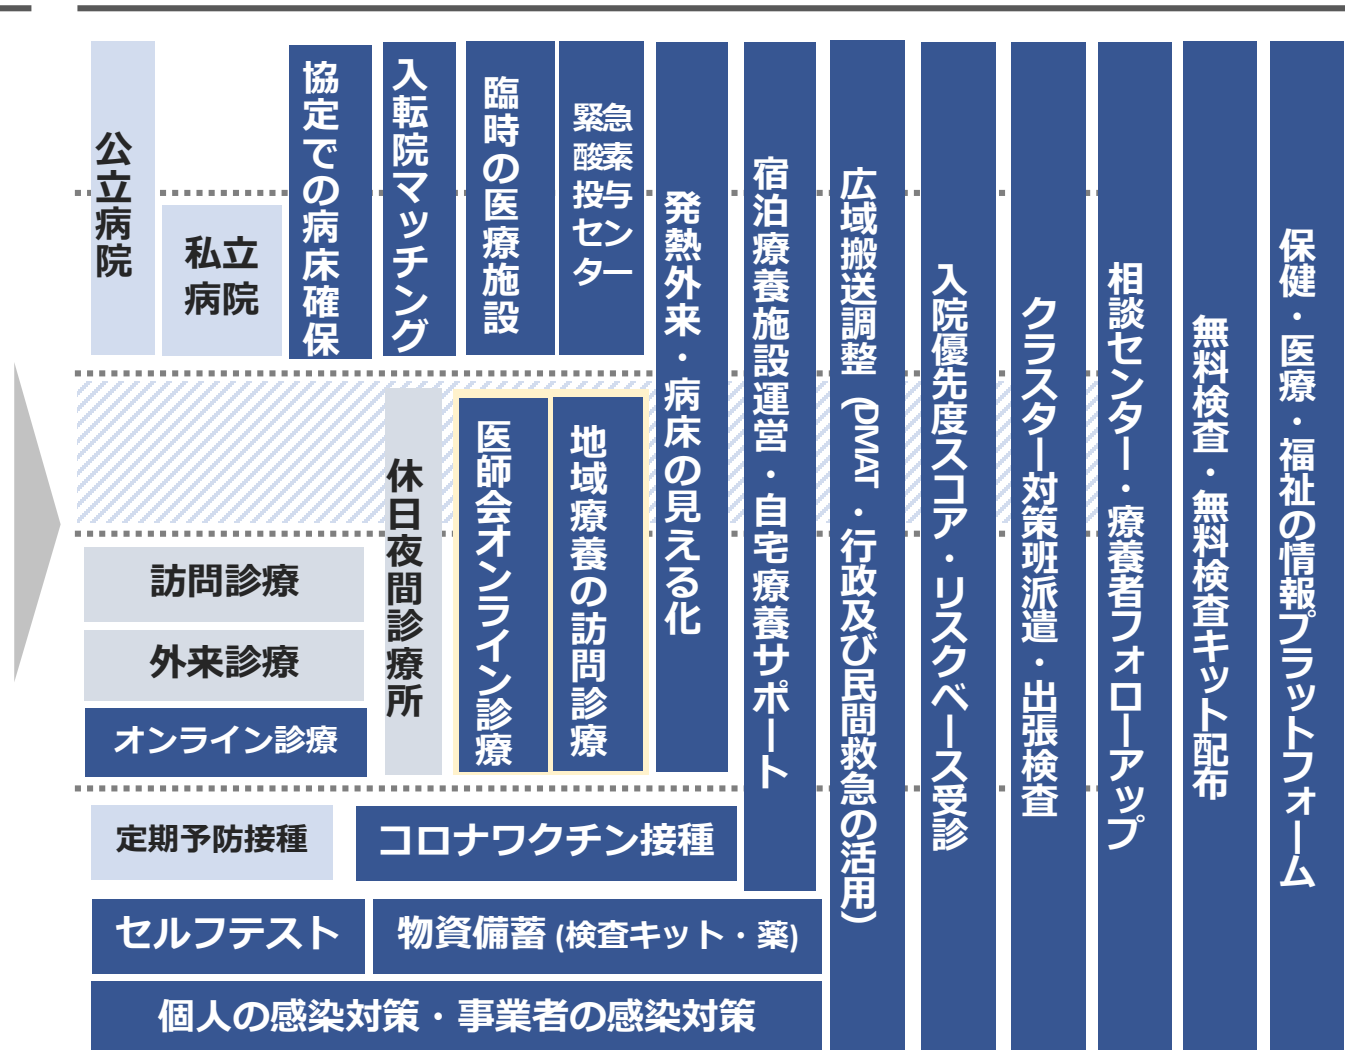 公立病院
私立
病院
協定での病床確保
入転院マッチング
臨時の医療施設
緊急
酸素
投与
セン
ター
発熱外来・病床の見える化
宿泊療養施設運営・自宅療養サポート
広域搬送調整（DMAT・行政及び民間救急の活用）
入院優先度スコア・リスクベース受診
クラスター対策班派遣・出張検査
相談センター・療養者フォローアップ
無料検査・無料検査キット配布
保健・医療・福祉の情報プラットフォーム
休日夜間診療所
医師会オンライン診療
地域療養の訪問診療
訪問診療
外来診療
オンライン診療
定期予防接種
コロナワクチン接種
セルフテスト
物資備蓄(検査キット・薬)
個人の感染対策・事業者の感染対策